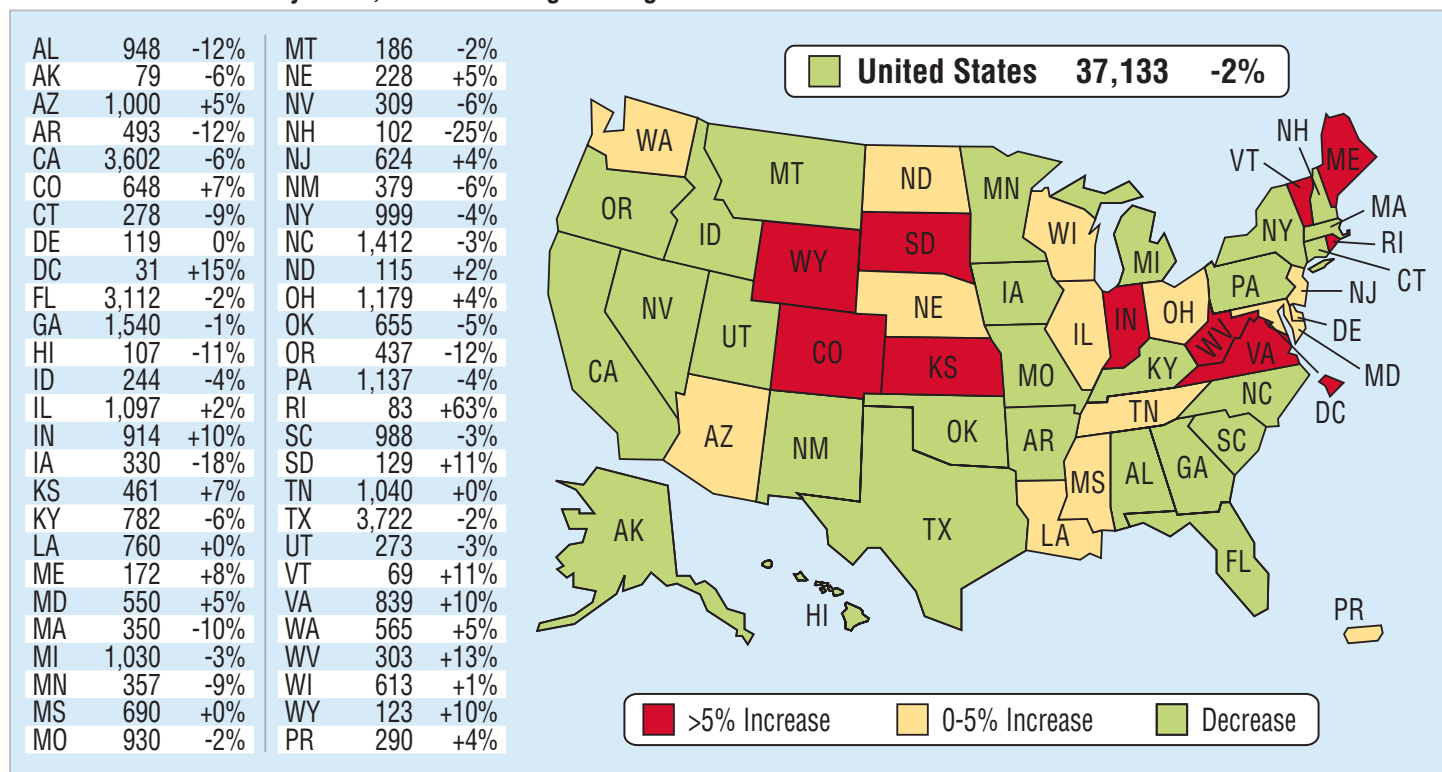 AL 948 -12%
AK 79 -6%
AZ 1,000 +5%
AR 493 -12%
CA 3,602 -6%
CO 648 +7%
CT 278 -9%
DE 119 0%
DC 31 +15%
FL 3,112 -2%
GA 1,540 -1%
HI 107 -11%
ID 244 -4%
IL 1,097 +2%
IN 914 +10%
IA 330 -18%
KS 461 +7%
KY 782 -6%
LA 760 +0%
ME 172 +8%
MD 550 +5%
MA 350 -10%
MI 1,030 -3%
MN 357 -9%
MS 690 +0%
MO 930 -2%
MT 186 -2%
NE 228 +5%
NV 309 -6%
NH 102 -25%
NJ 624 +4%
NM 379 -6%
NY 999 -4%
NC 1,412 -3%
ND 115 +2%
OH 1,179 +4%
OK 655 -5%
OR 437 -12%
PA 1,137 -4%
RI 83 +63%
SC 988 -3%
SD 129 +11%
TN 1,040 +0%
TX 3,722 -2%
UT 273 -3%
VT 69 +11%
VA 839 +10%
WA 565 +5%
WV 303 +13%
WI 613 +1%
WY 123 +10%
PR 290 +4%
United States 37,133 -2%
WA
OR
CA
NV
ID
MT
WY
UT
AZ
CO
NM
ND
SD
NE
KS
OK
TX
MN
IA
MO
AR
LA
WI
IL
MI
IN
OH
KY
TN
MS
AL
GA
FL
SC
NC
VA
WV
PA
NY
VT
NH
ME
MA
RI
CT
NJ
DE
MD
DC
AK
HI
PR
>5% Increase
0-5% Increase
Decrease